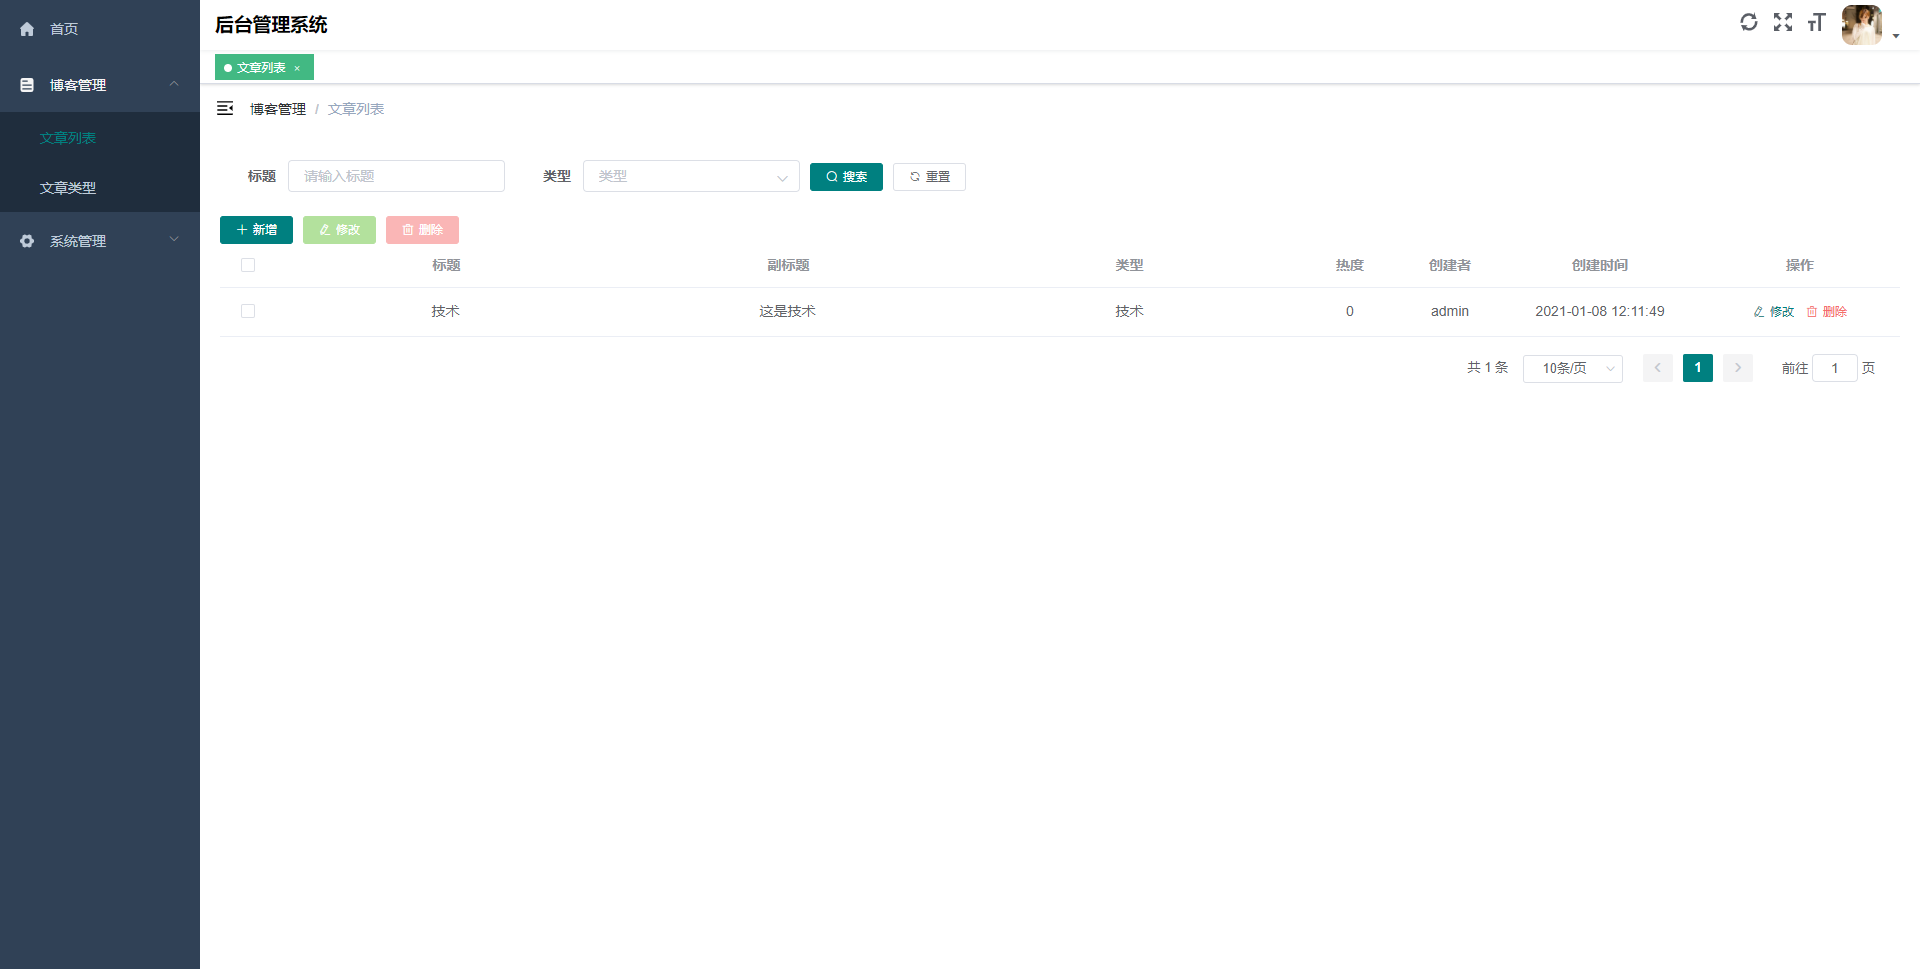 首页
博客管理
文章列表
文章类型
系统管理
后台管理系统
文章列表 ×
博客管理 / 文章列表
标题 请输入标题 类型 类型 搜索 重置
新增 修改 删除
标题 副标题 类型 热度 创建者 创建时间 操作
技术 这是技术 技术 0 admin 2021-01-08 12:11:49 修改 删除
共 1 条 10条/页 1 前往 1 页